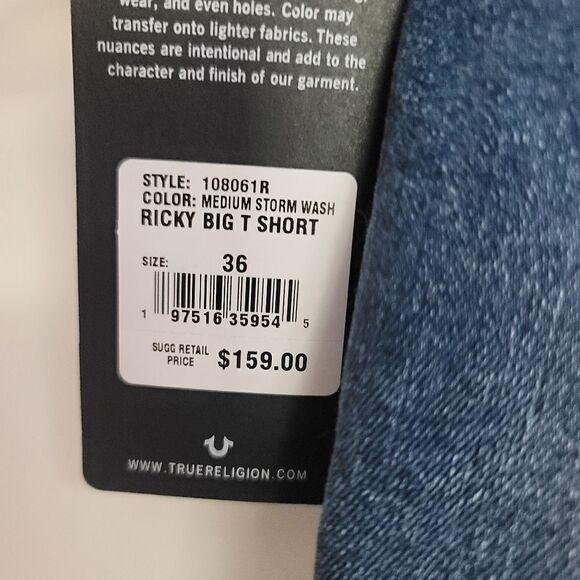 wear, and even holes. Color may
transfer onto lighter fabrics. These
nuances are intentional and add to the
character and finish of our garment.
STYLE: 108061R
COLOR: MEDIUM STORM WASH
RICKY BIG T SHORT
SIZE: 36
1 97516 35954 5
SUGG RETAIL
PRICE $159.00
WWW.TRUERELIGION.COM